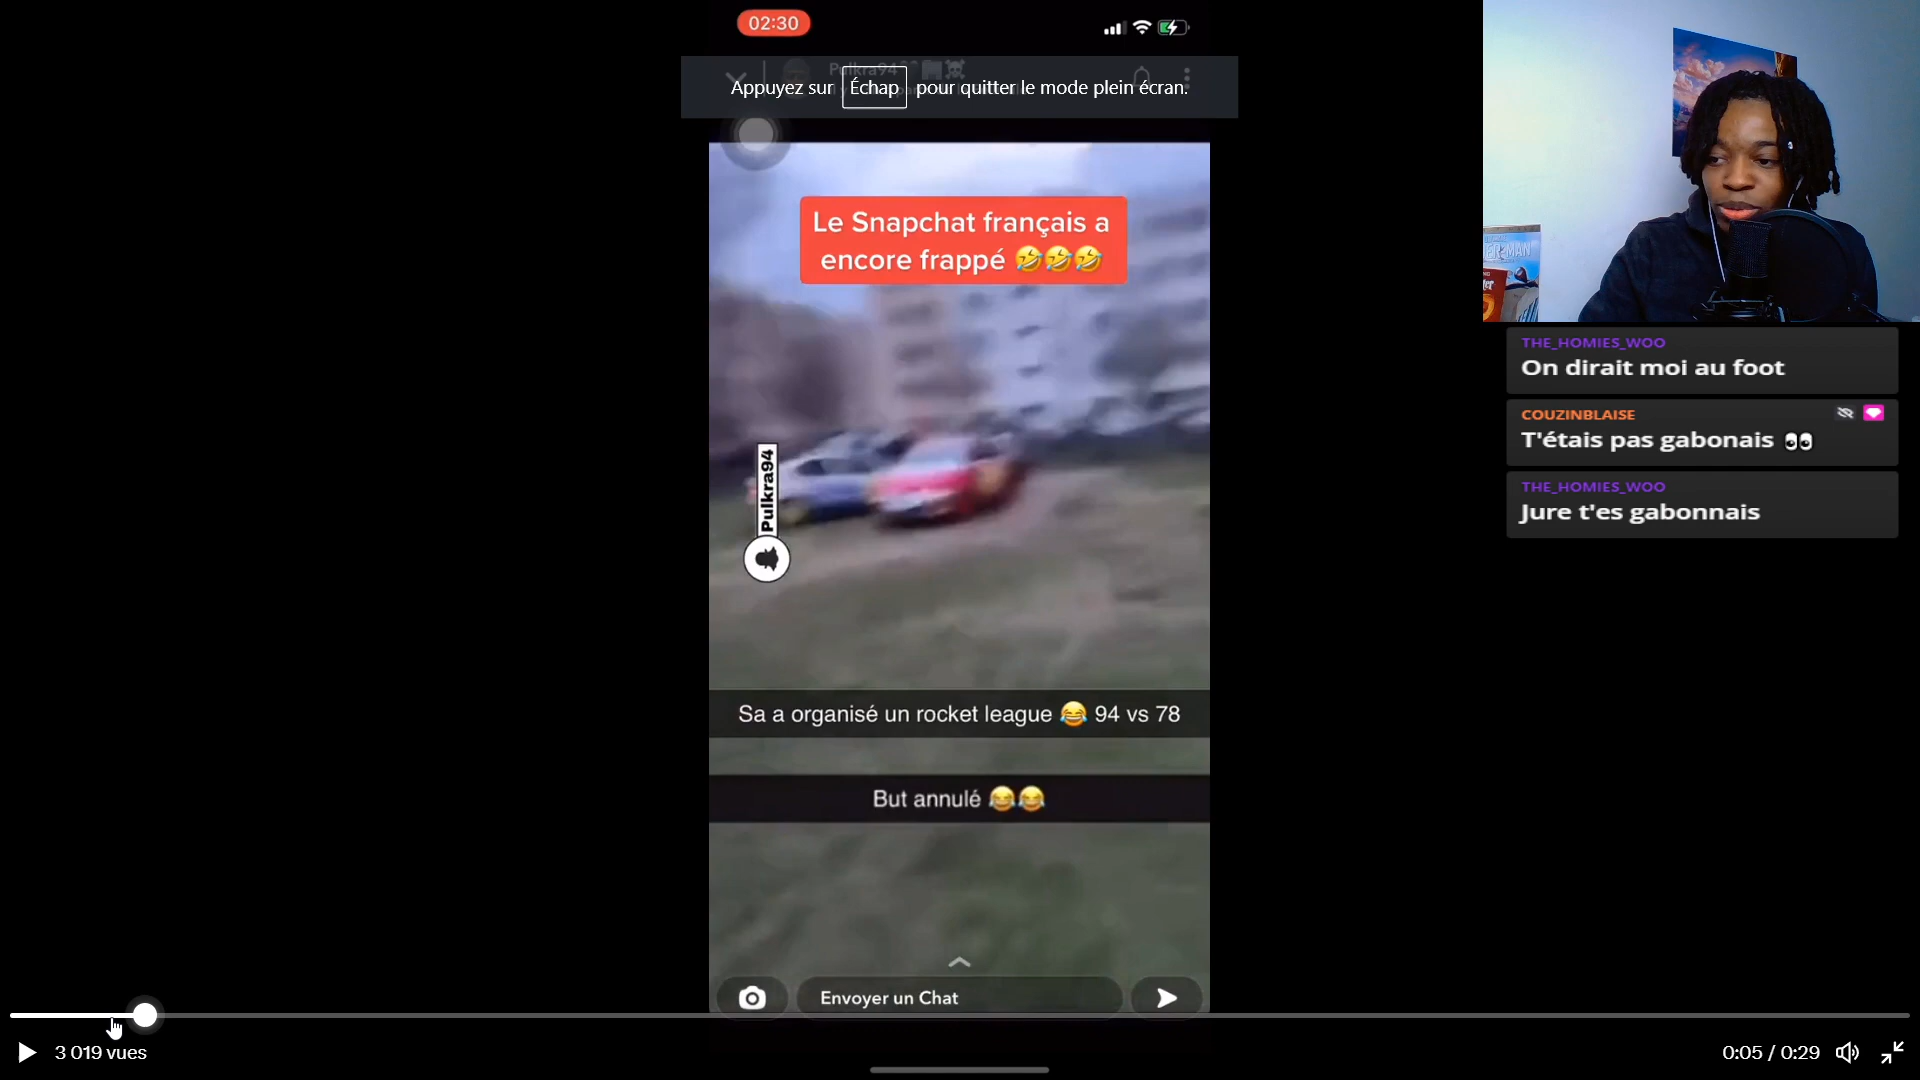 02:30
Pulkra94
Appuyez sur Échap pour quitter le mode plein écran.
Le Snapchat français a
encore frappé 🤣🤣🤣
Pulkra94
Sa a organisé un rocket league 😂 94 vs 78
But annulé 😂😂
Envoyer un Chat
3 019 vues
0:05 / 0:29
THE_HOMIES_WOO
On dirait moi au foot
COUZINBLAISE
T'étais pas gabonais 👀
THE_HOMIES_WOO
Jure t'es gabonnais